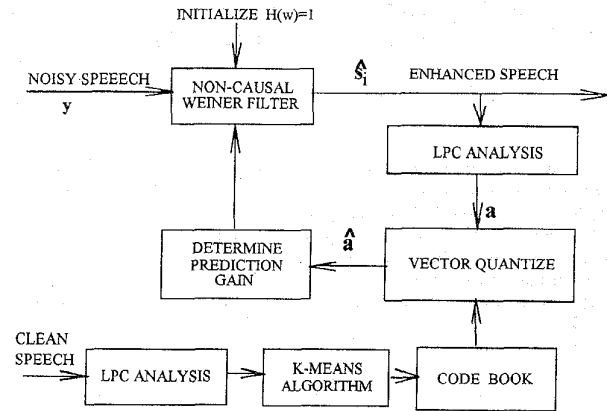 INITIALIZE H(w)=1
NOISY SPEEECH
y
NON-CAUSAL
WEINER FILTER
ŝi
ENHANCED SPEECH
LPC ANALYSIS
a
DETERMINE
PREDICTION
GAIN
â
VECTOR QUANTIZE
CLEAN
SPEECH
LPC ANALYSIS
K-MEANS
ALGORITHM
CODE BOOK